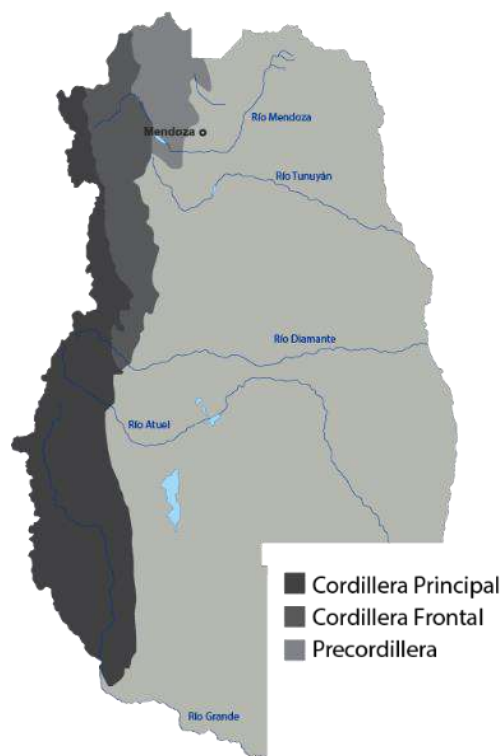 Río Mendoza
Mendoza
Río Tunuyán
Río Diamante
Río Atuel
Cordillera Principal
Cordillera Frontal
Precordillera
Río Grande